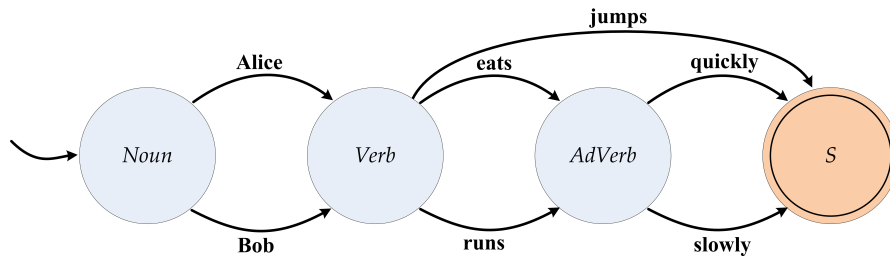 jumps
Alice
eats
quickly
Noun
Verb
AdVerb
S
Bob
runs
slowly